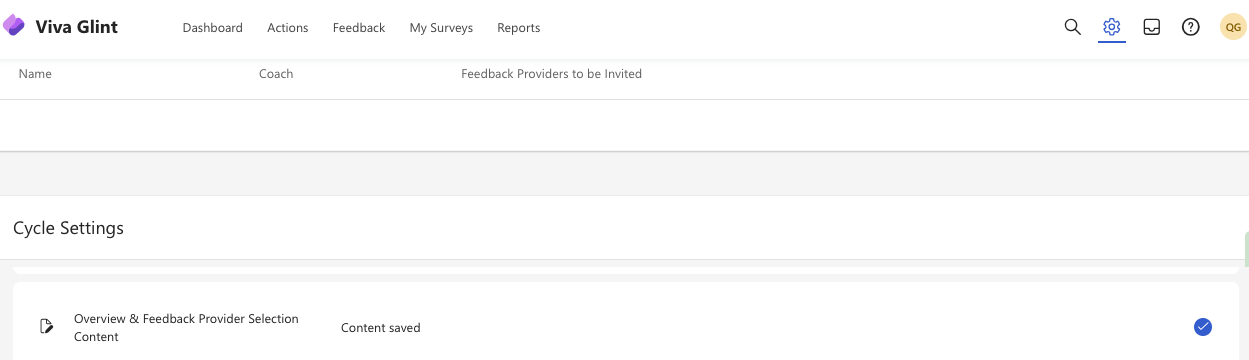 Viva Glint Dashboard Actions Feedback My Surveys Reports QG
Name Coach Feedback Providers to be Invited
Cycle Settings
Overview & Feedback Provider Selection
Content
Content saved